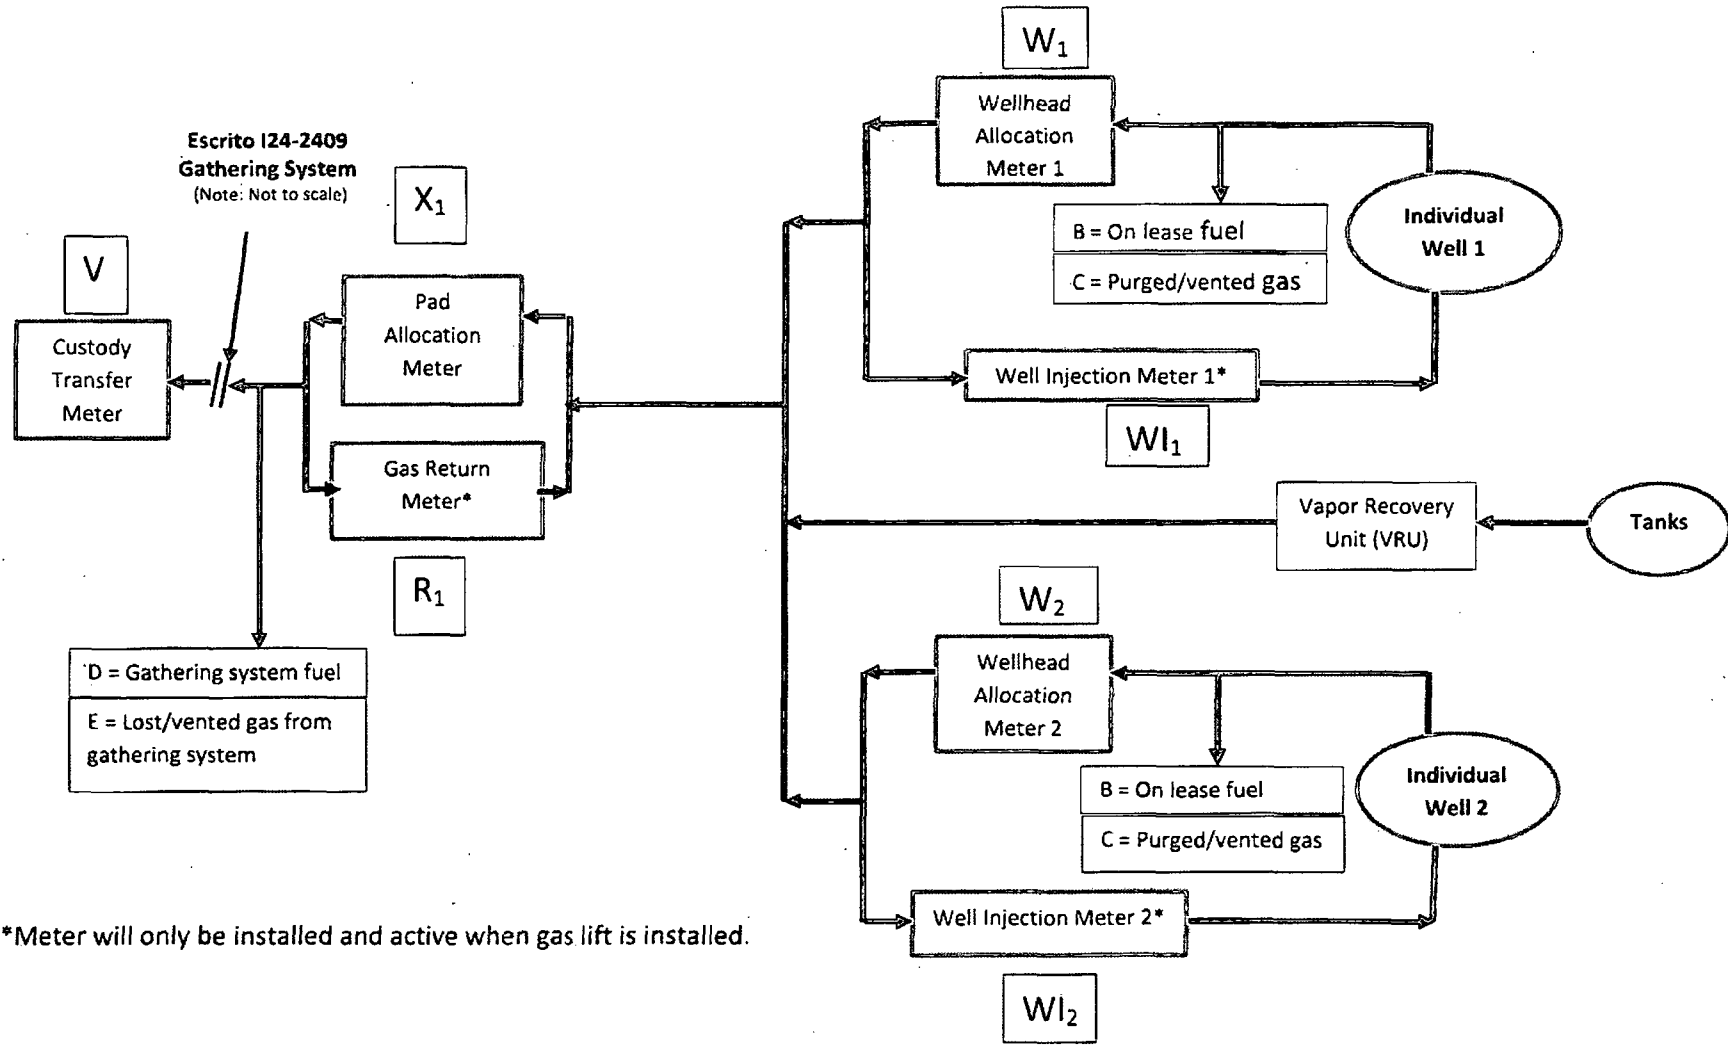 Escrito I24-2409
Gathering System
(Note: Not to scale)
V
Custody
Transfer
Meter
X₁
Pad
Allocation
Meter
Gas Return
Meter*
R₁
D = Gathering system fuel
E = Lost/vented gas from
gathering system
W₁
Wellhead
Allocation
Meter 1
B = On lease fuel
C = Purged/vented gas
Individual
Well 1
Well Injection Meter 1*
WI₁
Vapor Recovery
Unit (VRU)
Tanks
W₂
Wellhead
Allocation
Meter 2
B = On lease fuel
C = Purged/vented gas
Individual
Well 2
Well Injection Meter 2*
WI₂
*Meter will only be installed and active when gas lift is installed.